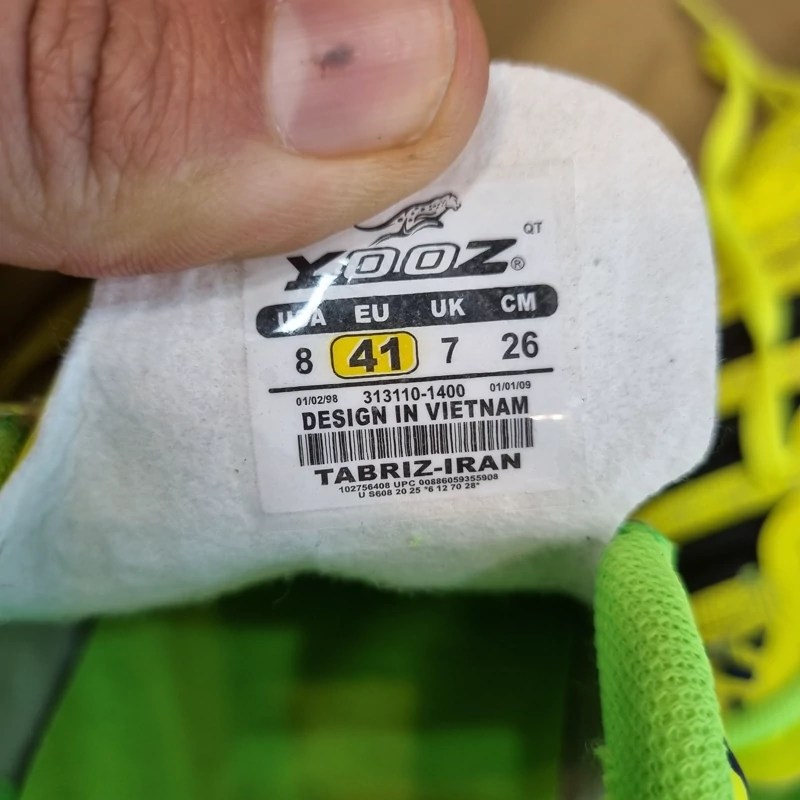 QT
YOOZ®
USA EU UK CM
8 41 7 26
01/02/98 313110-1400 01/01/09
DESIGN IN VIETNAM
TABRIZ-IRAN
102756408 UPC 00886059355908
U S608 20 25 "6 12 70 28"